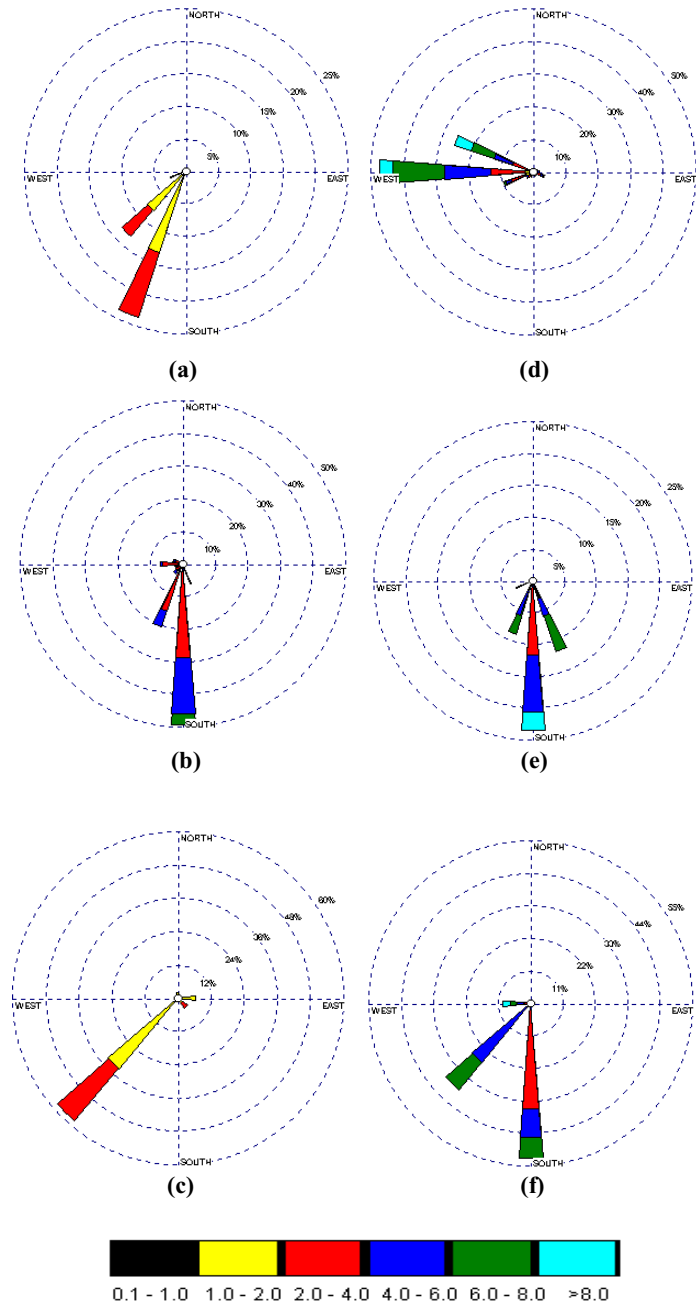 NORTH
25%
20%
15%
10%
5%
WEST
EAST
SOUTH
(a)
NORTH
50%
40%
30%
20%
10%
WEST
EAST
SOUTH
(d)
NORTH
50%
40%
30%
20%
10%
WEST
EAST
SOUTH
(b)
NORTH
25%
20%
15%
10%
5%
WEST
EAST
SOUTH
(e)
NORTH
60%
48%
36%
24%
12%
WEST
EAST
SOUTH
(c)
NORTH
55%
44%
33%
22%
11%
WEST
EAST
SOUTH
(f)
0.1 - 1.0 1.0 - 2.0 2.0 - 4.0 4.0 - 6.0 6.0 - 8.0 >8.0